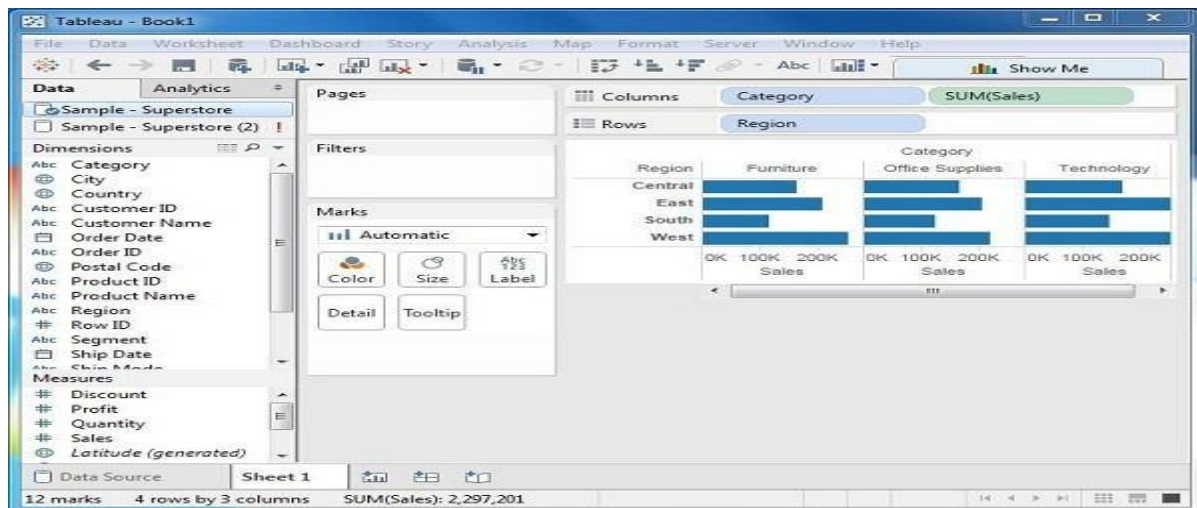 Tableau - Book1
File Data Worksheet Dashboard Story Analysis Map Format Server Window Help
Abc Show Me
Data Analytics
Sample - Superstore
Sample - Superstore (2) !
Dimensions
Abc Category
City
Country
Abc Customer ID
Abc Customer Name
Order Date
Abc Order ID
Postal Code
Abc Product ID
Abc Product Name
Abc Region
# Row ID
Abc Segment
Ship Date
Abc Ship Mode
Measures
# Discount
# Profit
# Quantity
# Sales
Latitude (generated)
Pages
Filters
Marks
Automatic
Color Size Abc 123 Label
Detail Tooltip
Columns Category SUM(Sales)
Rows Region
Category
Region Furniture Office Supplies Technology
Central
East
South
West
0K 100K 200K 0K 100K 200K 0K 100K 200K
Sales Sales Sales
Data Source Sheet 1
12 marks 4 rows by 3 columns SUM(Sales): 2,297,201